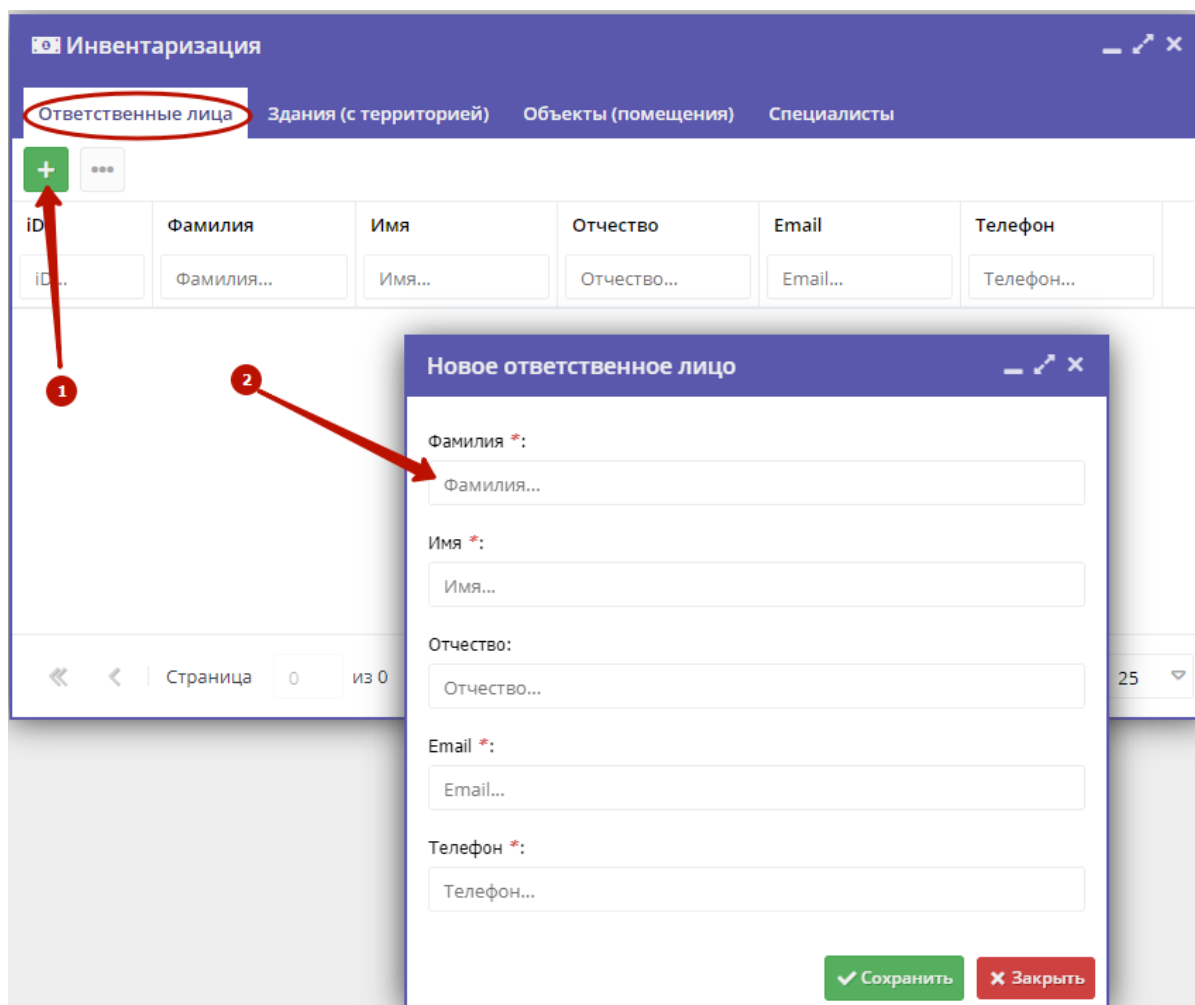 Инвентаризация
Ответственные лица Здания (с территорией) Объекты (помещения) Специалисты
iD Фамилия Имя Отчество Email Телефон
iD... Фамилия... Имя... Отчество... Email... Телефон...
1
2
Новое ответственное лицо
Фамилия *:
Фамилия...
Имя *:
Имя...
Отчество:
Отчество...
Страница 0 из 0 25
Email *:
Email...
Телефон *:
Телефон...
Сохранить Закрыть